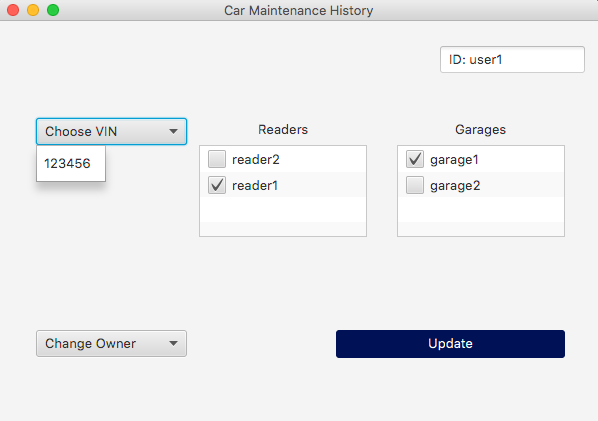 Car Maintenance History
ID: user1
Choose VIN
123456
Readers
reader2
reader1
Garages
garage1
garage2
Change Owner
Update